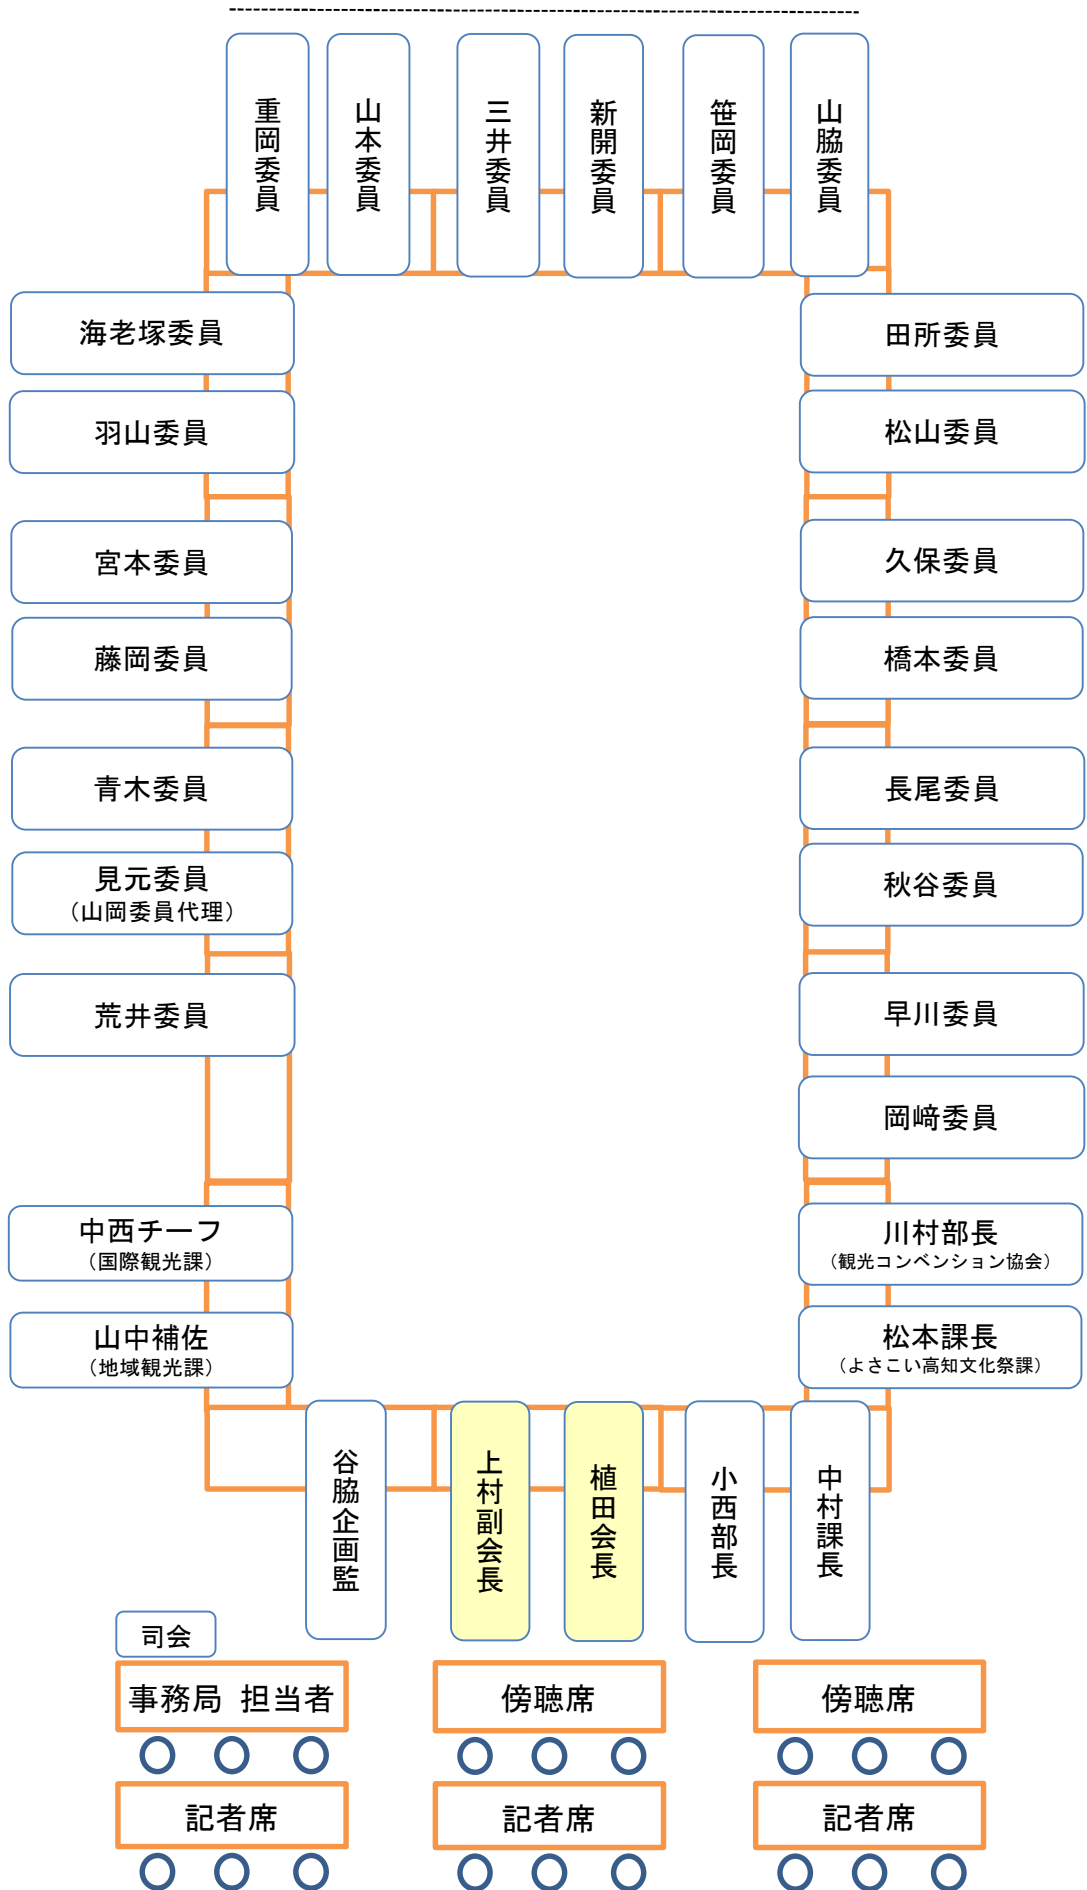 重岡委員
山本委員
三井委員
新開委員
笹岡委員
山脇委員
海老塚委員
田所委員
羽山委員
松山委員
宮本委員
久保委員
藤岡委員
橋本委員
青木委員
長尾委員
見元委員
（山岡委員代理）
秋谷委員
荒井委員
早川委員
岡﨑委員
中西チーフ
（国際観光課）
川村部長
（観光コンベンション協会）
山中補佐
（地域観光課）
松本課長
（よさこい高知文化祭課）
谷脇企画監
上村副会長
植田会長
小西部長
中村課長
司会
事務局 担当者
傍聴席
傍聴席
記者席
記者席
記者席